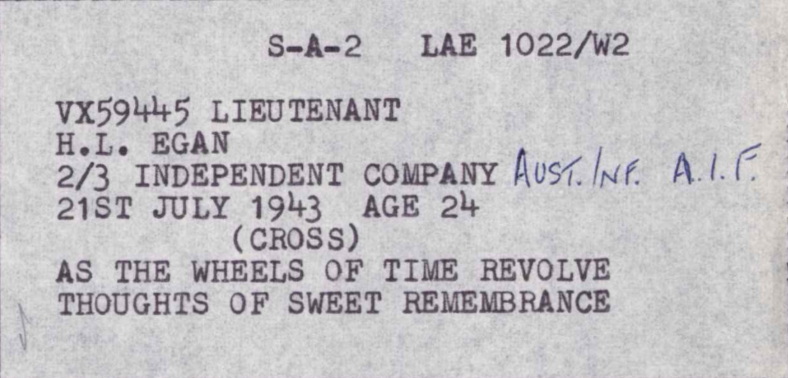 S-A-2 LAE 1022/W2
VX59445 LIEUTENANT
H.L. EGAN
2/3 INDEPENDENT COMPANY AUST. INF. A.I.F.
21ST JULY 1943 AGE 24
(CROSS)
AS THE WHEELS OF TIME REVOLVE
THOUGHTS OF SWEET REMEMBRANCE